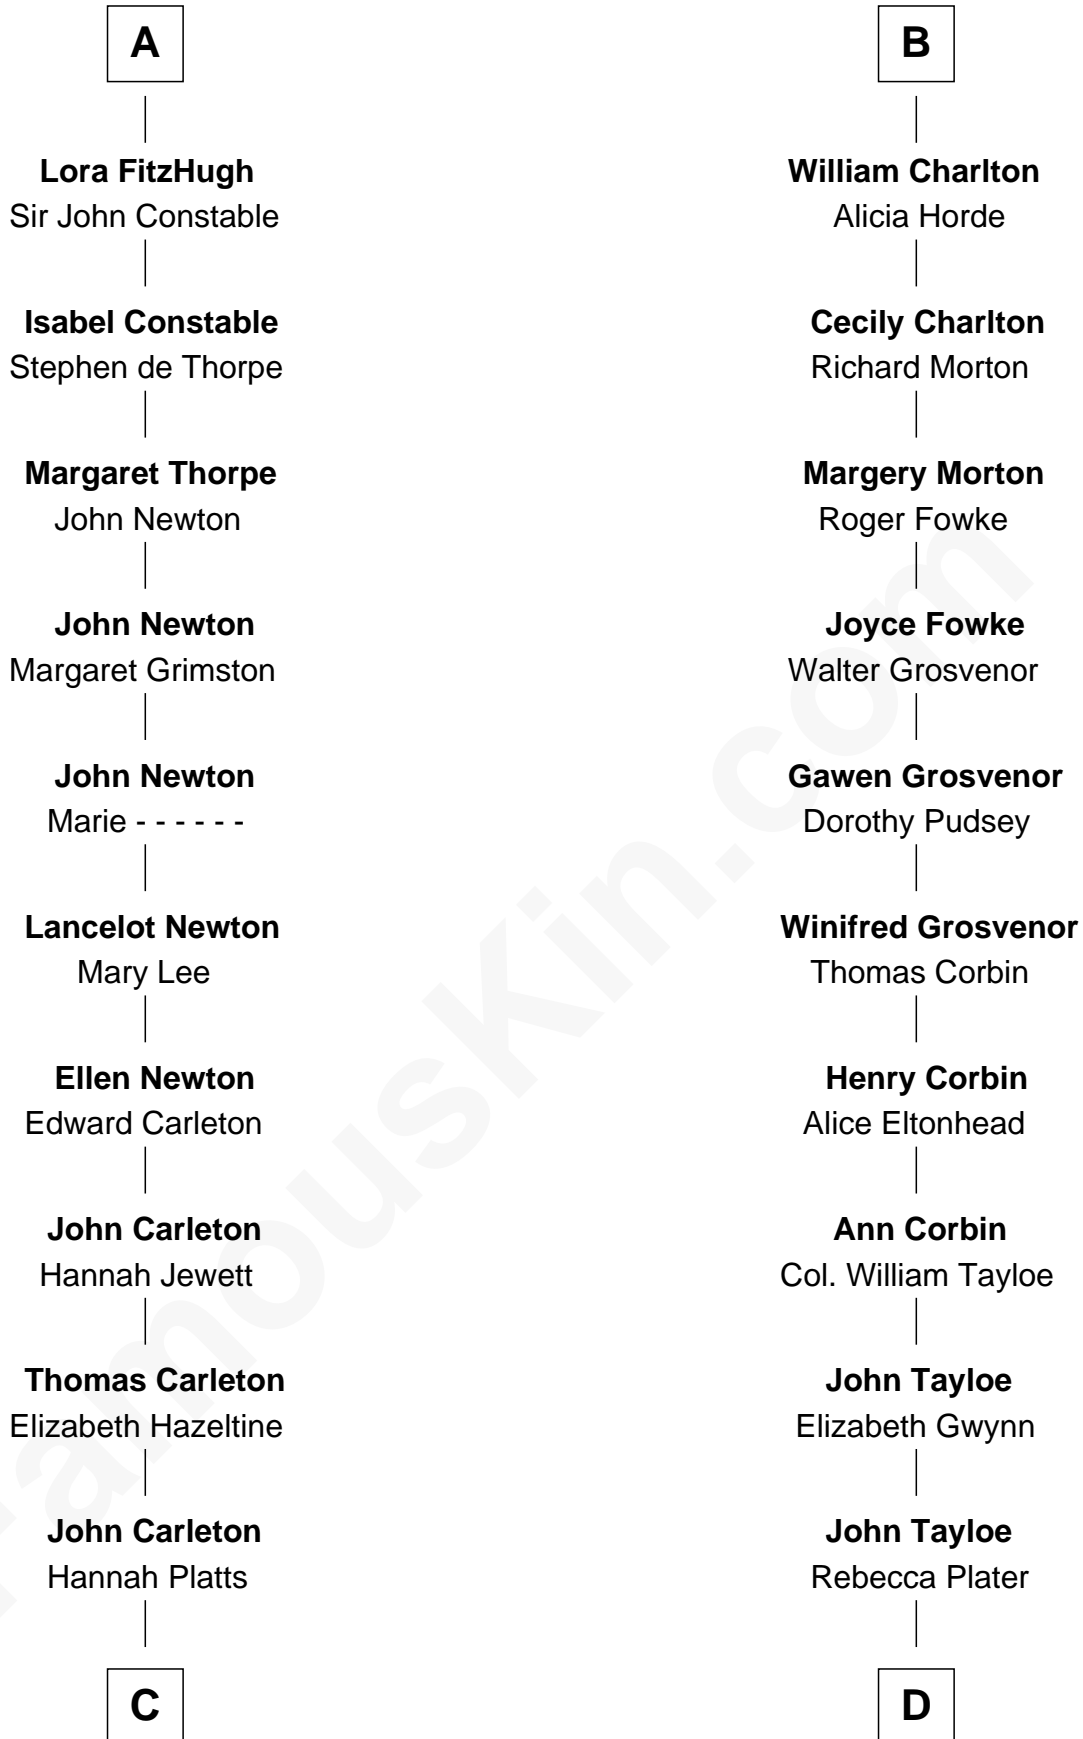 A
Lora FitzHugh
Sir John Constable
Isabel Constable
Stephen de Thorpe
Margaret Thorpe
John Newton
John Newton
Margaret Grimston
John Newton
Marie - - - - - -
Lancelot Newton
Mary Lee
Ellen Newton
Edward Carleton
John Carleton
Hannah Jewett
Thomas Carleton
Elizabeth Hazeltine
John Carleton
Hannah Platts
C
B
William Charlton
Alicia Horde
Cecily Charlton
Richard Morton
Margery Morton
Roger Fowke
Joyce Fowke
Walter Grosvenor
Gawen Grosvenor
Dorothy Pudsey
Winifred Grosvenor
Thomas Corbin
Henry Corbin
Alice Eltonhead
Ann Corbin
Col. William Tayloe
John Tayloe
Elizabeth Gwynn
John Tayloe
Rebecca Plater
D
FamousKin.com